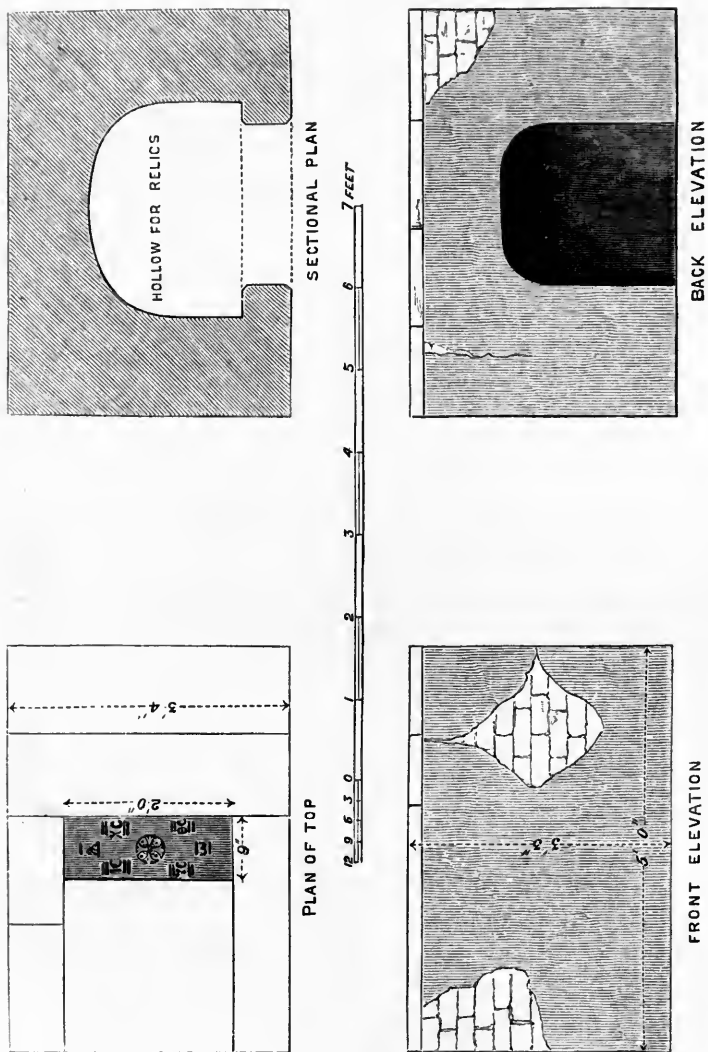 3' 4"
2' 0"
PLAN OF TOP
HOLLOW FOR RELICS
SECTIONAL PLAN
12 9 6 3 0 1 2 3 4 5 6 7 FEET
3' 3"
5' 0"
FRONT ELEVATION
BACK ELEVATION